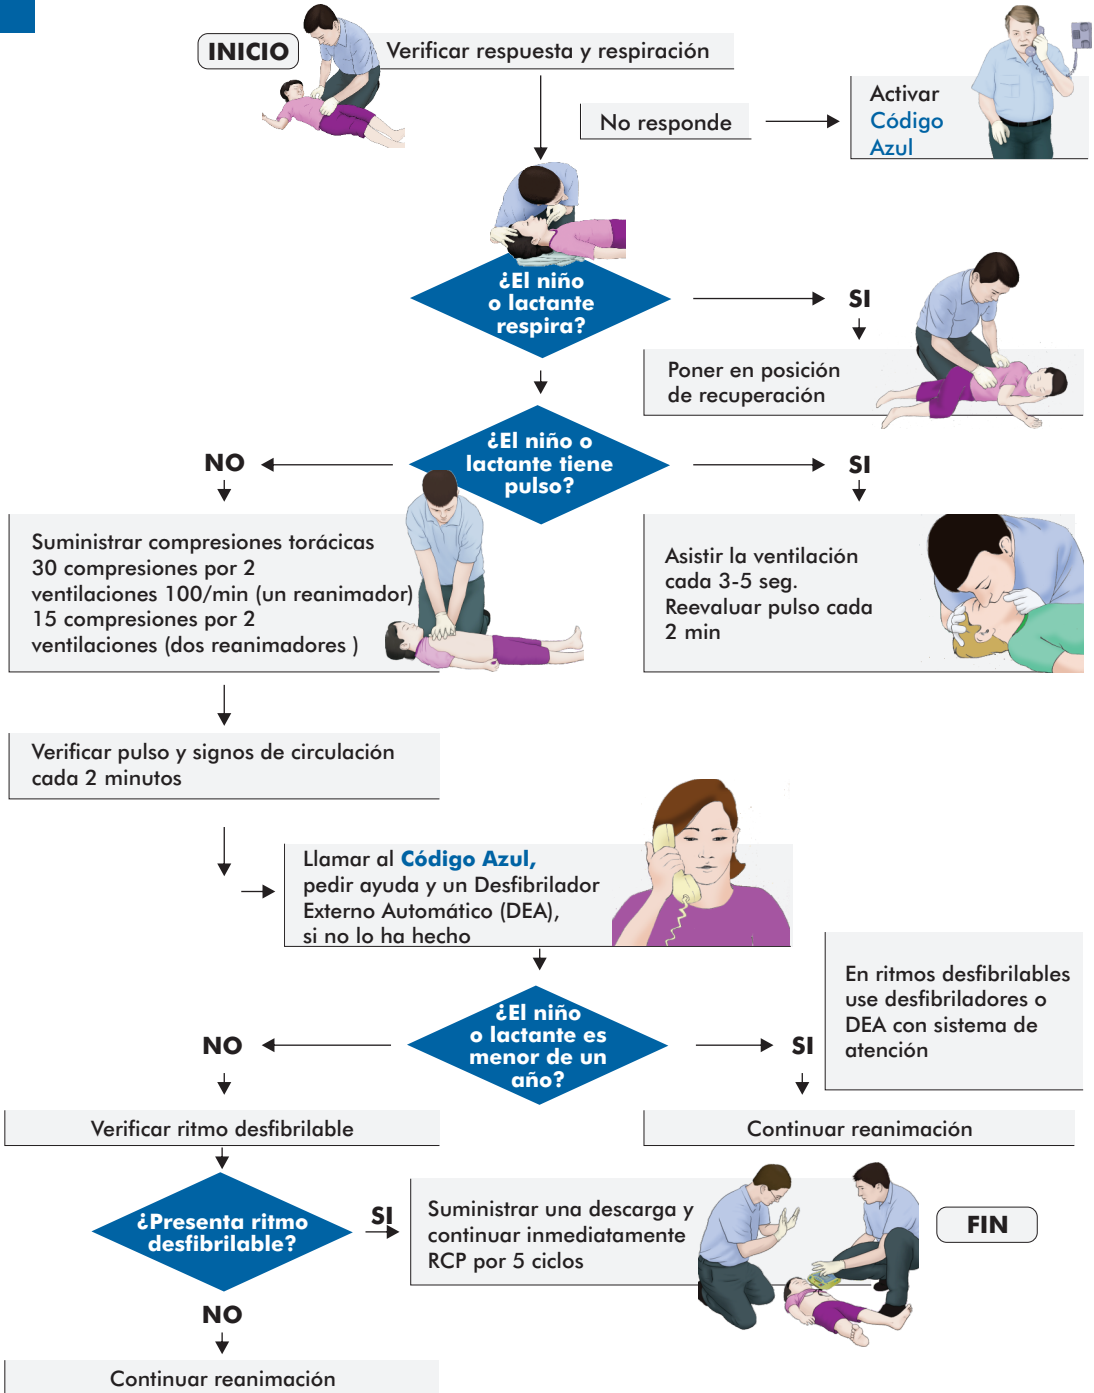 INICIO
Verificar respuesta y respiración
No responde
Activar
Código
Azul
¿El niño
o lactante
respira?
SI
Poner en posición
de recuperación
¿El niño o
lactante tiene
pulso?
NO
SI
Suministrar compresiones torácicas
30 compresiones por 2
ventilaciones 100/min (un reanimador)
15 compresiones por 2
ventilaciones (dos reanimadores )
Asistir la ventilación
cada 3-5 seg.
Reevaluar pulso cada
2 min
Verificar pulso y signos de circulación
cada 2 minutos
Llamar al Código Azul,
pedir ayuda y un Desfibrilador
Externo Automático (DEA),
si no lo ha hecho
En ritmos desfibrilables
use desfibriladores o
DEA con sistema de
atención
¿El niño
o lactante es
menor de un
año?
NO
SI
Verificar ritmo desfibrilable
Continuar reanimación
¿Presenta ritmo
desfibrilable?
SI
Suministrar una descarga y
continuar inmediatamente
RCP por 5 ciclos
FIN
NO
Continuar reanimación